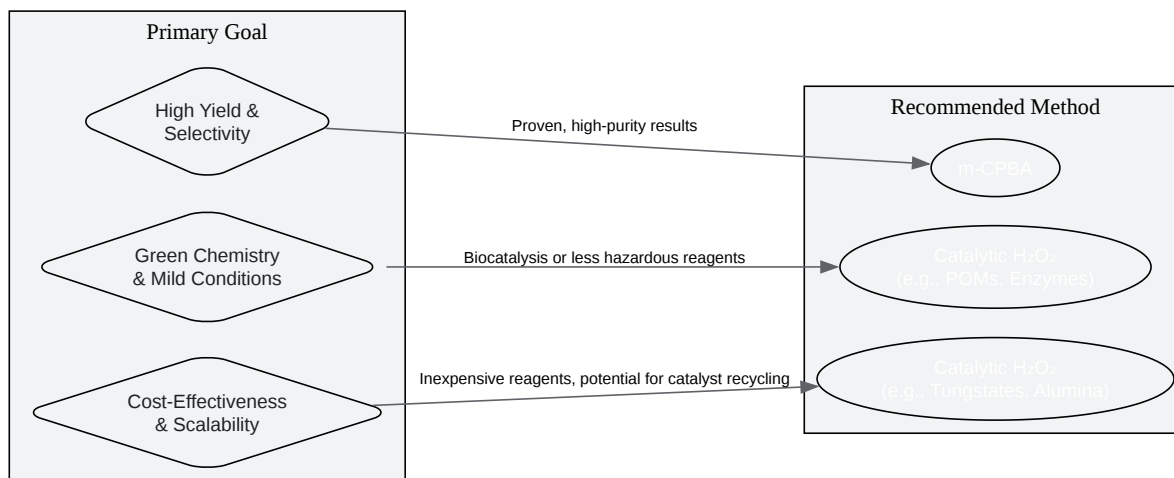 Primary Goal
High Yield &
Selectivity
Green Chemistry
& Mild Conditions
Cost-Effectiveness
& Scalability
Proven, high-purity results
Biocatalysis or less hazardous reagents
Inexpensive reagents, potential for catalyst recycling
Recommended Method
m-CPBA
Catalytic H₂O₂
(e.g., POMs, Enzymes)
Catalytic H₂O₂
(e.g., Tungstates, Alumina)